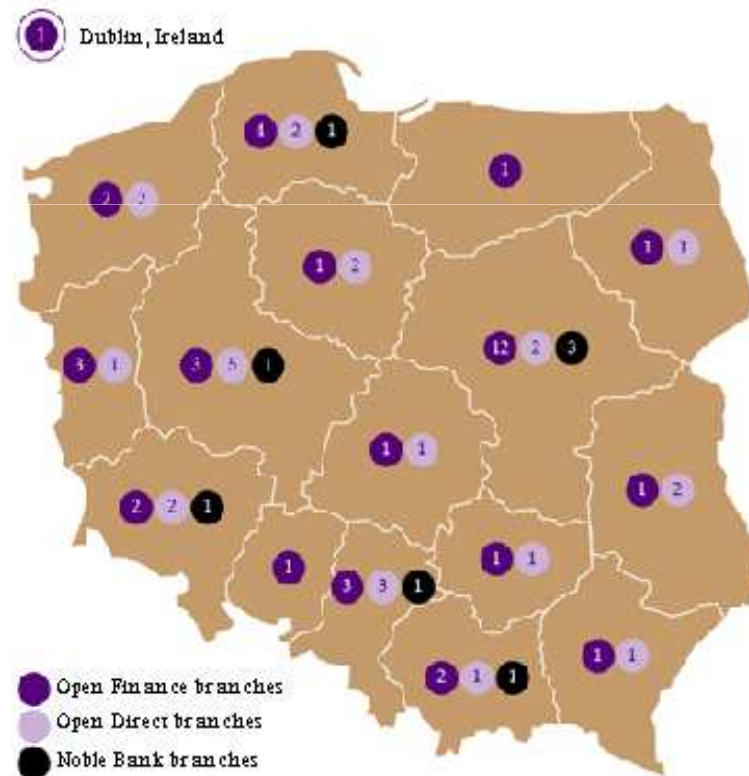 1 Dublin, Ireland
4 2 1
1
2 2
1 1
1 2
12 2 3
3 1
3 5 1
1 1
1 2
2 2 1
1 1
1
3 3 1
1 1
2 1 1
Open Finance branches
Open Direct branches
Noble Bank branches